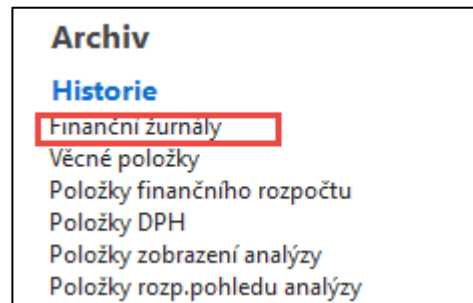 Archiv
Historie
Finanční žurnály
Věcné položky
Položky finančního rozpočtu
Položky DPH
Položky zobrazení analýzy
Položky rozp.pohledu analýzy